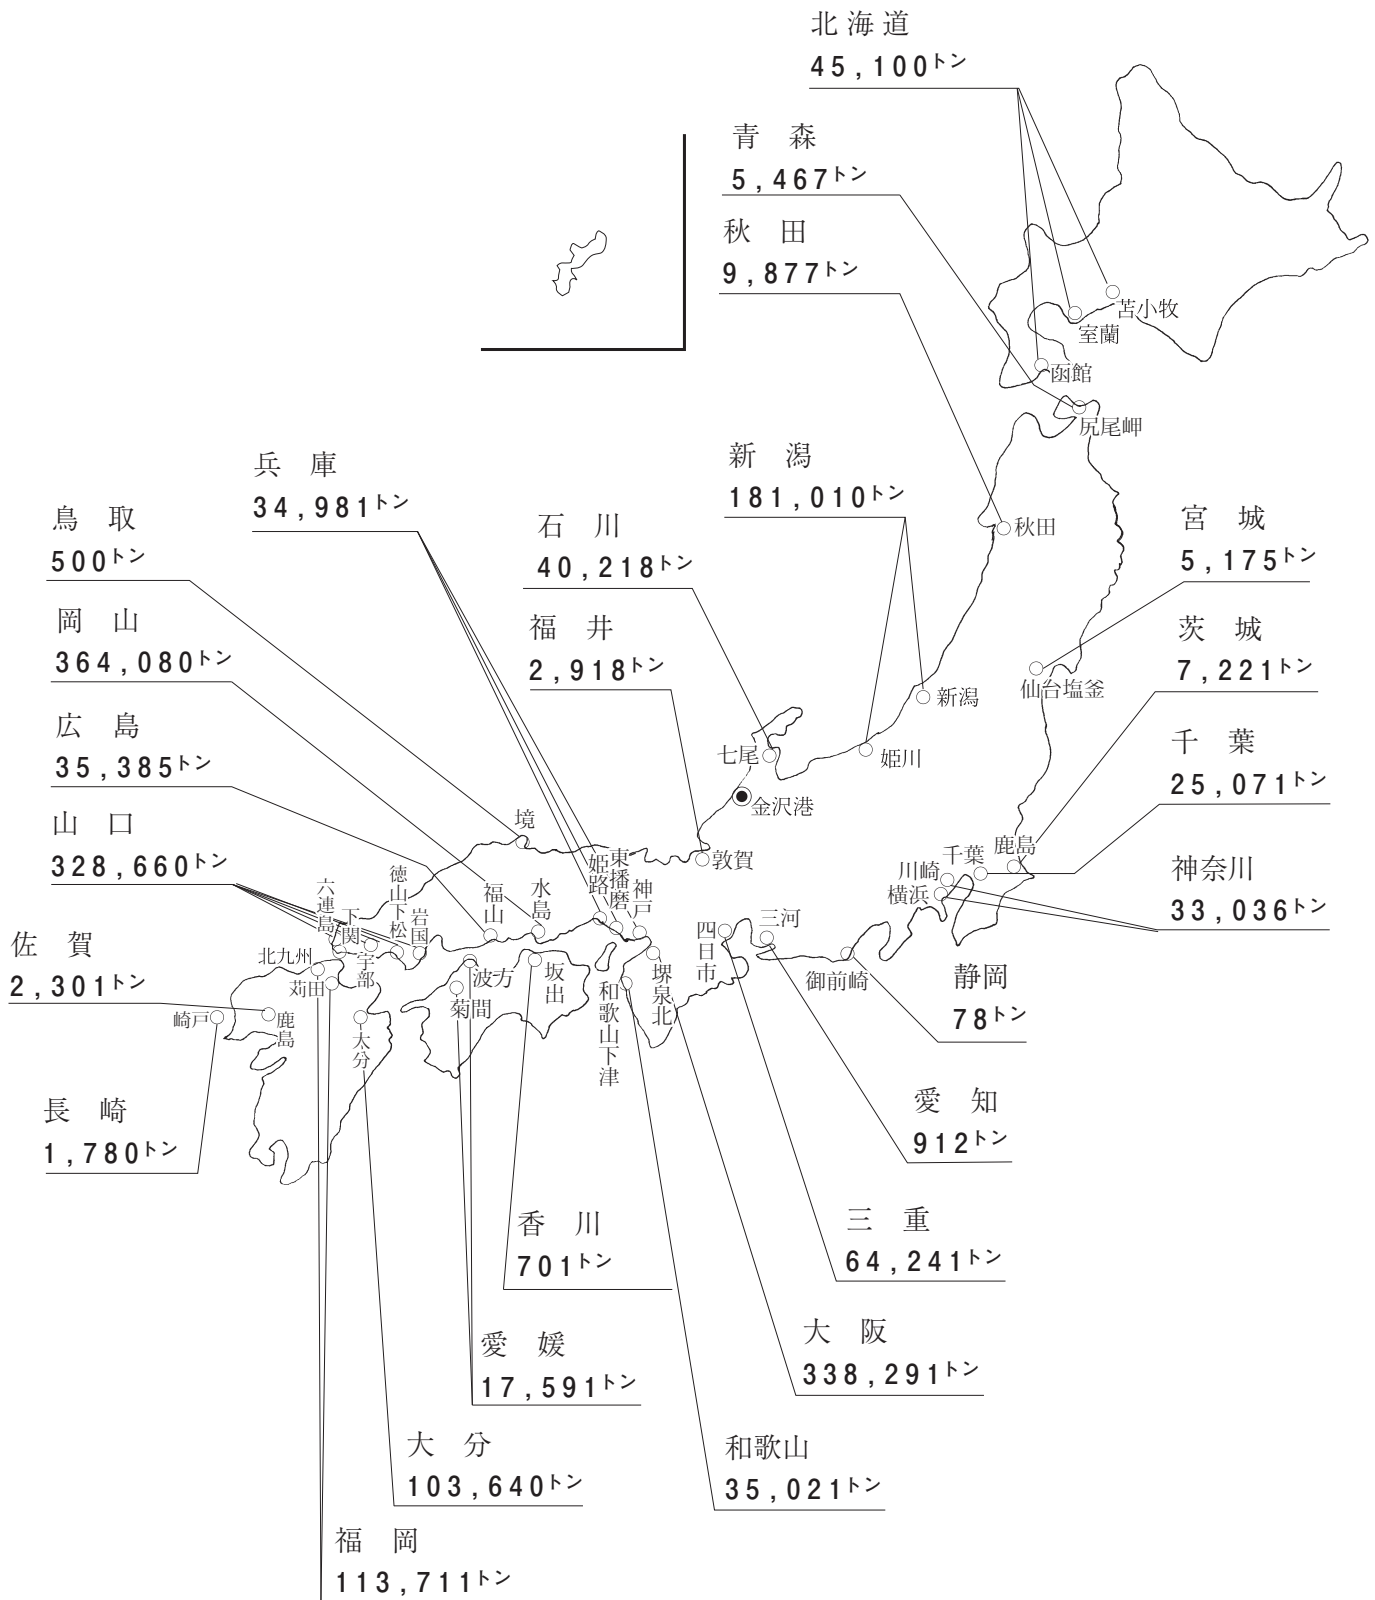 北海道
45,100トン
青 森
5,467トン
秋 田
9,877トン
苫小牧
室蘭
函館
尻尾岬
新 潟
181,010トン
秋田
兵 庫
34,981トン
石 川
40,218トン
鳥 取
500トン
宮 城
5,175トン
福 井
2,918トン
岡 山
364,080トン
茨 城
7,221トン
仙台塩釜
新潟
広 島
35,385トン
千 葉
25,071トン
七尾
姫川
金沢港
山 口
328,660トン
境
敦賀
鹿島
千葉
川崎
横浜
神奈川
33,036トン
六連島
下関
宇部
徳山下松
岩国
福山
水島
姫路
東播磨
神戸
四日市
三河
御前崎
佐 賀
2,301トン
北九州
苅田
崎戸
鹿島
大分
波方
菊間
坂出
和歌山下津
堺泉北
静岡
78トン
長 崎
1,780トン
愛 知
912トン
香 川
701トン
三 重
64,241トン
愛 媛
17,591トン
大 阪
338,291トン
大 分
103,640トン
和歌山
35,021トン
福 岡
113,711トン